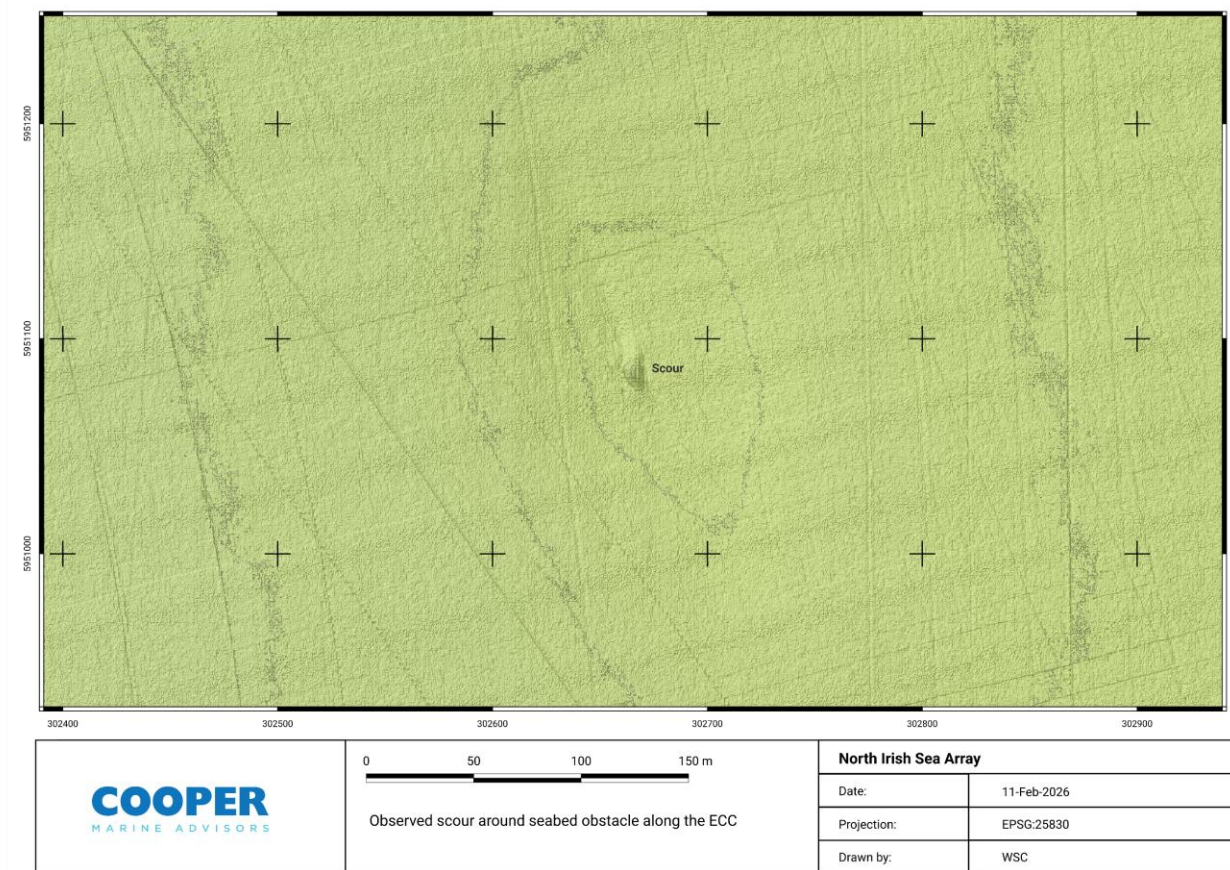 5951200
5951100
Scour
5951000
302400
302500
302600
302700
302800
302900
COOPER
MARINE ADVISORS
0 50 100 150 m
Observed scour around seabed obstacle along the ECC
North Irish Sea Array
Date: 11-Feb-2026
Projection: EPSG:25830
Drawn by: WSC